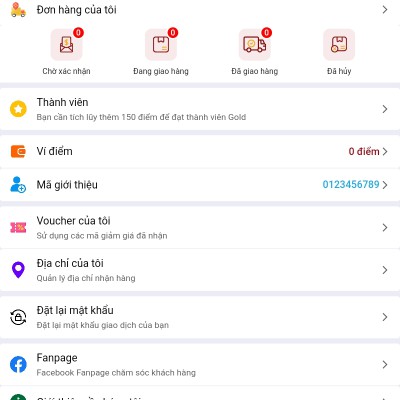 Đơn hàng của tôi
0 0 0
Chờ xác nhận Đang giao hàng Đã giao hàng Đã hủy
Thành viên
Bạn cần tích lũy thêm 150 điểm để đạt thành viên Gold
Ví điểm 0 điểm
Mã giới thiệu 0123456789
Voucher của tôi
Sử dụng các mã giảm giá đã nhận
Địa chỉ của tôi
Quản lý địa chỉ nhận hàng
Đặt lại mật khẩu
Đặt lại mật khẩu giao dịch của bạn
Fanpage
Facebook Fanpage chăm sóc khách hàng